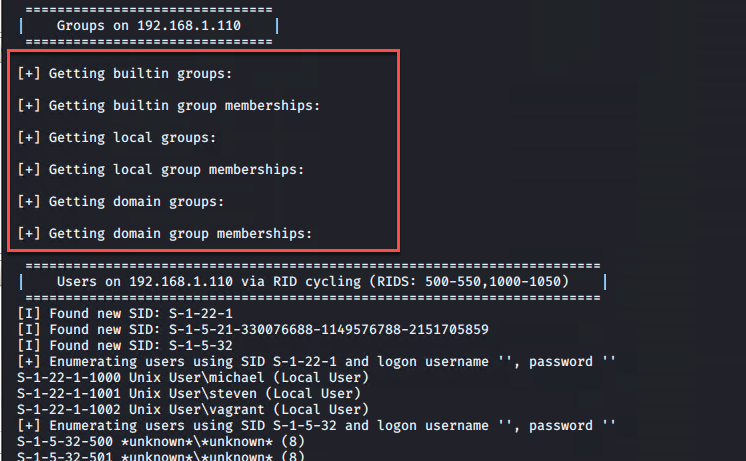 ==============================
| Groups on 192.168.1.110 |
==============================
[+] Getting builtin groups:
[+] Getting builtin group memberships:
[+] Getting local groups:
[+] Getting local group memberships:
[+] Getting domain groups:
[+] Getting domain group memberships:
======================================================================
| Users on 192.168.1.110 via RID cycling (RIDS: 500-550,1000-1050) |
======================================================================
[I] Found new SID: S-1-22-1
[I] Found new SID: S-1-5-21-330076688-1149576788-2151705859
[I] Found new SID: S-1-5-32
[+] Enumerating users using SID S-1-22-1 and logon username '', password ''
S-1-22-1-1000 Unix User\michael (Local User)
S-1-22-1-1001 Unix User\steven (Local User)
S-1-22-1-1002 Unix User\vagrant (Local User)
[+] Enumerating users using SID S-1-5-32 and logon username '', password ''
S-1-5-32-500 *unknown*\*unknown* (8)
S-1-5-32-501 *unknown*\*unknown* (8)